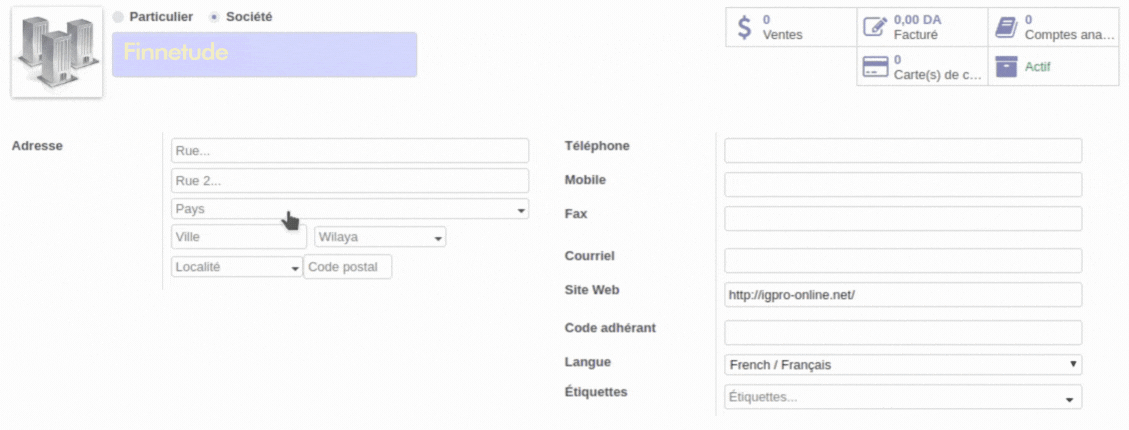 Particulier
Société
Finnetude
0
Ventes
0,00 DA
Facturé
0
Comptes ana...
0
Carte(s) de c...
Actif
Adresse
Rue...
Rue 2...
Pays
Ville
Wilaya
Localité
Code postal
Téléphone
Mobile
Fax
Courriel
Site Web
http://igpro-online.net/
Code adhérant
Langue
French / Français
Étiquettes
Étiquettes...